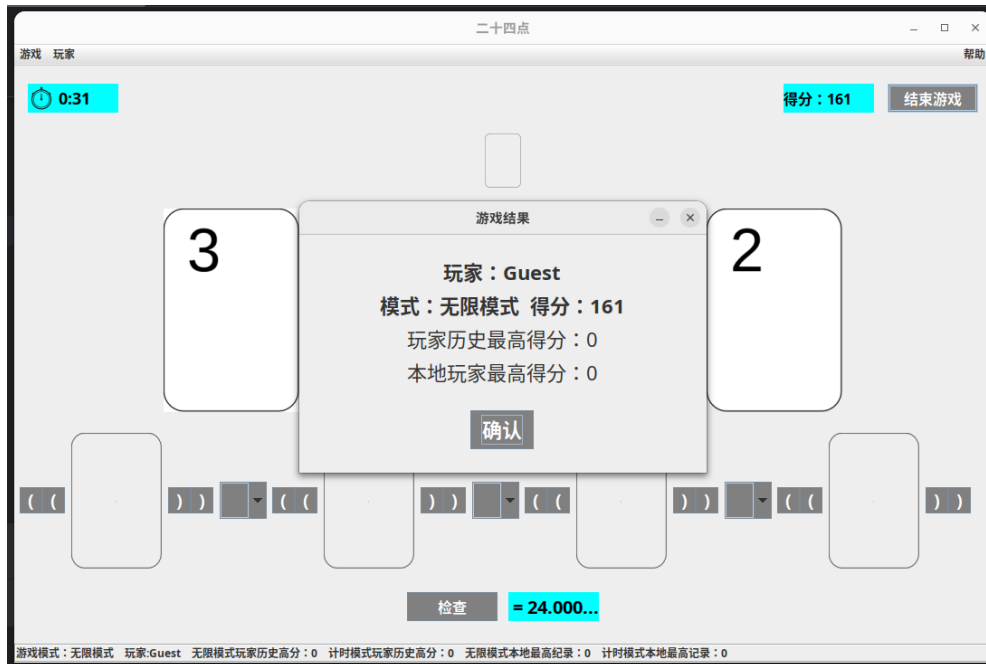 二十四点
游戏 玩家 帮助
0:31 得分：161 结束游戏
3 2
游戏结果
玩家：Guest
模式：无限模式 得分：161
玩家历史最高得分：0
本地玩家最高得分：0
确认
( ( ) ) ( ( ) ) ( ( ) ) ( ( ) )
检查 = 24.000...
游戏模式：无限模式 玩家:Guest 无限模式玩家历史高分：0 计时模式玩家历史高分：0 无限模式本地最高纪录：0 计时模式本地最高记录：0